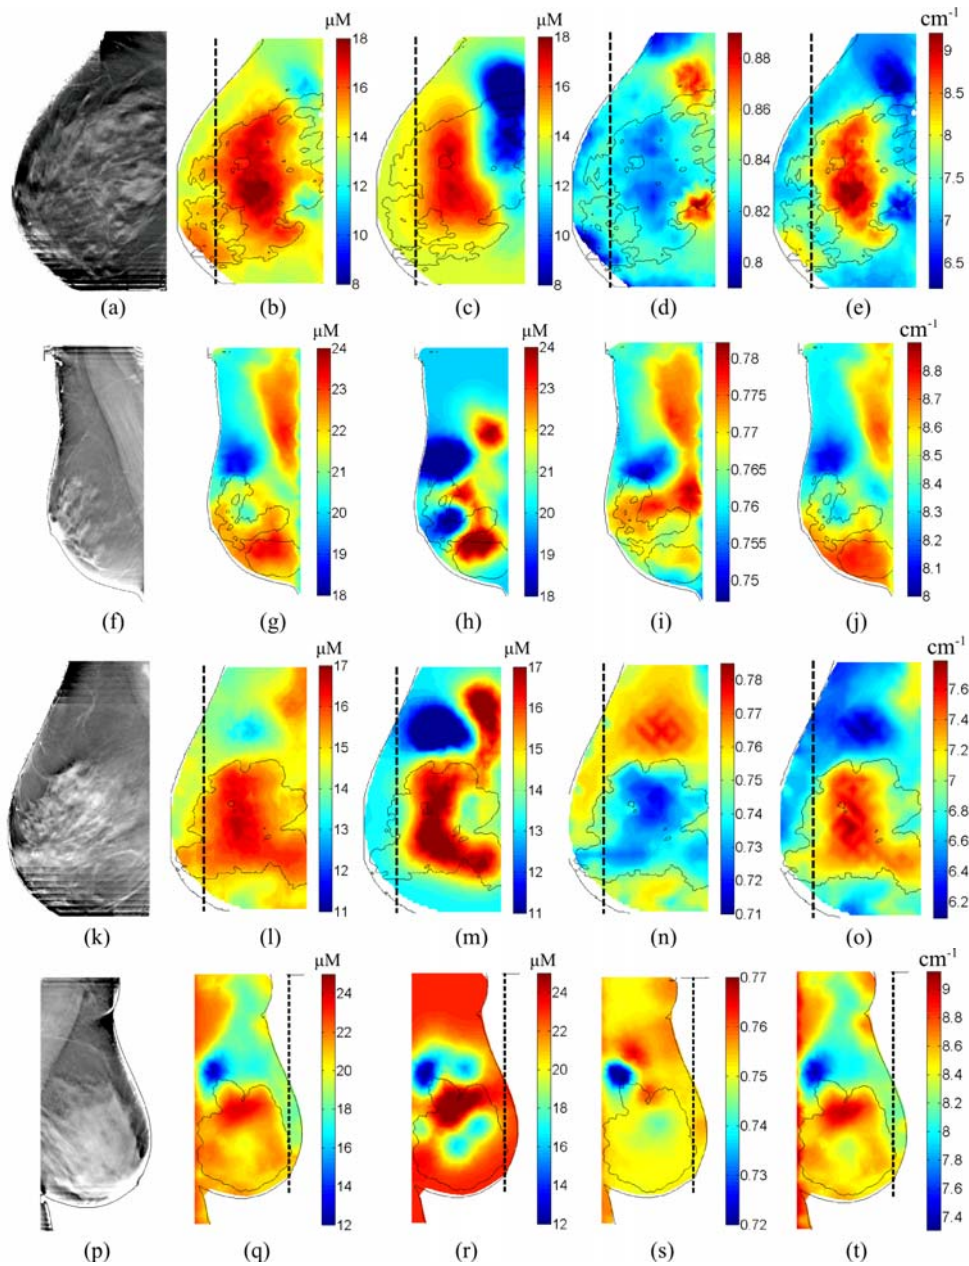 μM μM cm⁻¹
18 18 0.88 9
16 16 0.86 8.5
14 14 0.84 8
12 12 0.82 7.5
10 10 0.8 7
8 8 6.5
(a) (b) (c) (d) (e)
μM μM cm⁻¹
24 24 0.78 8.8
23 23 0.775 8.7
22 22 0.77 8.6
21 21 0.765 8.5
20 20 0.76 8.4
19 19 0.755 8.3
18 18 0.75 8.2
8.1
8
(f) (g) (h) (i) (j)
μM μM cm⁻¹
17 17 0.78 7.6
16 16 0.77 7.4
15 15 0.76 7.2
14 14 0.75 7
13 13 0.74 6.8
12 12 0.73 6.6
11 11 0.72 6.4
0.71 6.2
(k) (l) (m) (n) (o)
μM μM cm⁻¹
24 24 0.77 9
22 22 0.76 8.8
20 20 0.75 8.6
18 18 0.74 8.4
16 16 0.73 8.2
14 14 0.72 8
12 12 7.8
7.6
7.4
(p) (q) (r) (s) (t)